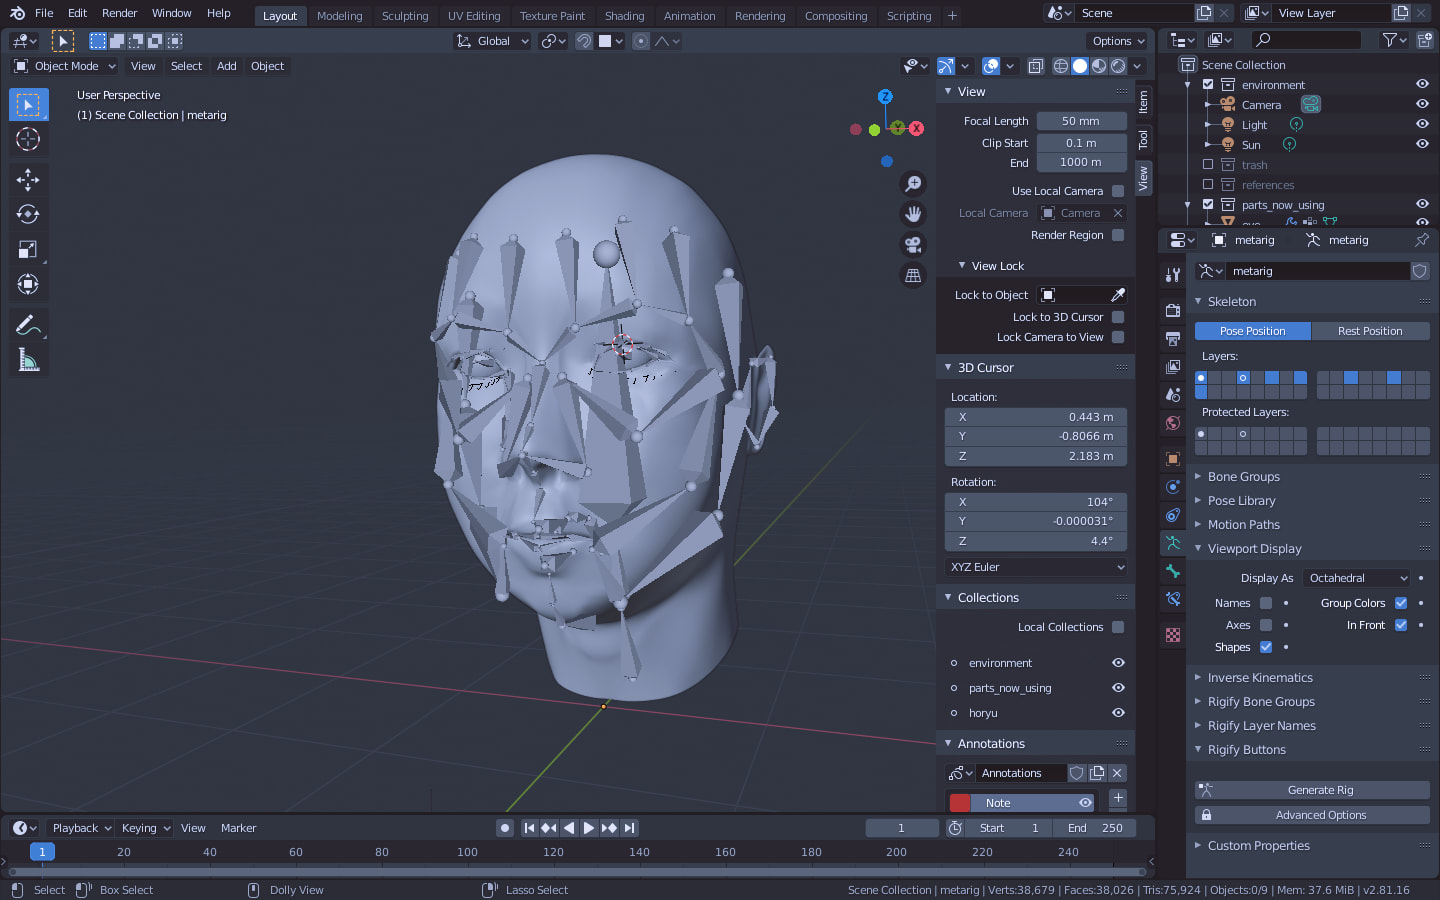 File Edit Render Window Help Layout Modeling Sculpting UV Editing Texture Paint Shading Animation Rendering Compositing Scripting + Scene View Layer
Global Options
Object Mode View Select Add Object
User Perspective
(1) Scene Collection | metarig
Z
Y
X
View
Focal Length 50 mm
Clip Start 0.1 m
End 1000 m
Use Local Camera
Local Camera Camera
Render Region
View Lock
Lock to Object
Lock to 3D Cursor
Lock Camera to View
3D Cursor
Location:
X 0.443 m
Y -0.8066 m
Z 2.183 m
Rotation:
X 104°
Y -0.000031°
Z 4.4°
XYZ Euler
Collections
Local Collections
environment
parts_now_using
horyu
Annotations
Annotations
Note
Item
Tool
View
Scene Collection
environment
Camera
Light
Sun
trash
references
parts_now_using
metarig metarig
metarig
Skeleton
Pose Position Rest Position
Layers:
Protected Layers:
Bone Groups
Pose Library
Motion Paths
Viewport Display
Display As Octahedral
Names Group Colors
Axes In Front
Shapes
Inverse Kinematics
Rigify Bone Groups
Rigify Layer Names
Rigify Buttons
Generate Rig
Advanced Options
Custom Properties
Playback Keying View Marker 1 Start 1 End 250
1 20 40 60 80 100 120 140 160 180 200 220 240
Select Box Select Dolly View Lasso Select Scene Collection | metarig | Verts:38,679 | Faces:38,026 | Tris:75,924 | Objects:0/9 | Mem: 37.6 MiB | v2.81.16